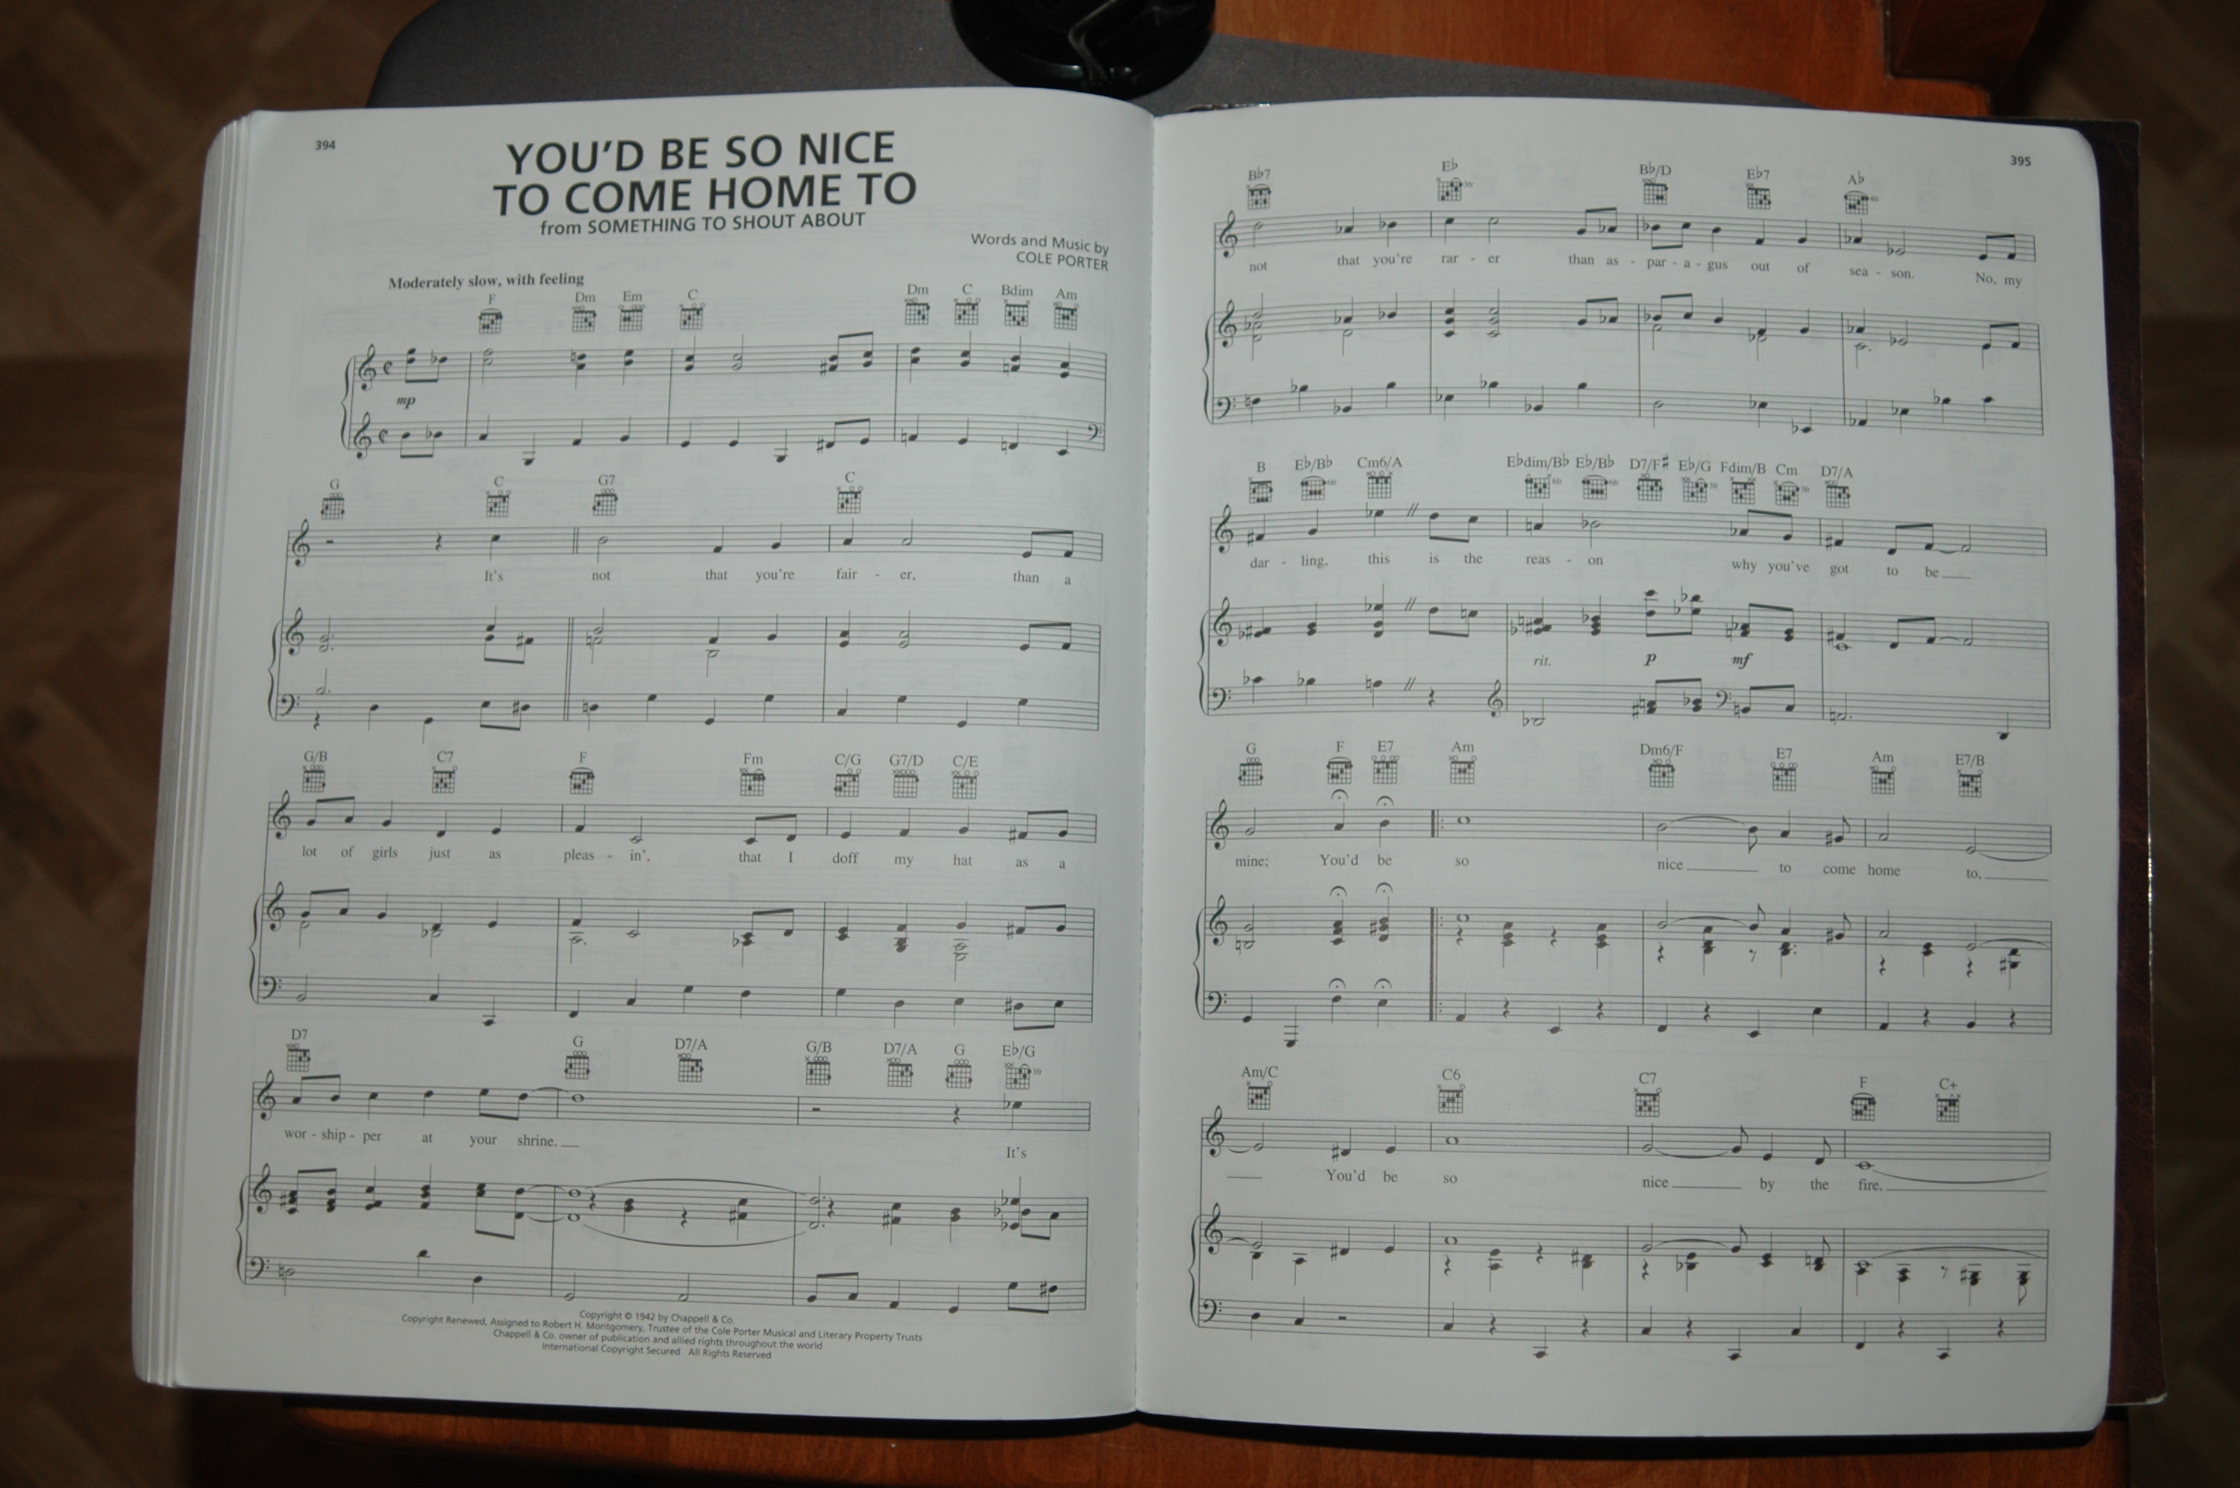 394
YOU'D BE SO NICE
TO COME HOME TO
from SOMETHING TO SHOUT ABOUT
Words and Music by
COLE PORTER
Moderately slow, with feeling
F Dm Em C Dm C Bdim Am
mp
G C G7 C
It's not that you're fair - er, than a
G/B C7 F Fm C/G G7/D C/E
lot of girls just as pleas - in', that I doff my hat as a
D7 G D7/A G/B D7/A G E♭/G
wor - ship - per at your shrine. It's
Copyright © 1942 by Chappell & Co.
Copyright Renewed, Assigned to Robert H. Montgomery, Trustee of the Cole Porter Musical and Literary Property Trusts
Chappell & Co. owner of publication and allied rights throughout the world
International Copyright Secured All Rights Reserved
395
B♭7 E♭ B♭/D E♭7 A♭
not that you're rar - er than as - par - a - gus out of sea - son. No, my
B E♭/B♭ Cm6/A E♭dim/B♭ E♭/B♭ D7/F♯ E♭/G Fdim/B Cm D7/A
dar - ling, this is the reas - on why you've got to be
rit. p mf
G F E7 Am Dm6/F E7 Am E7/B
mine; You'd be so nice to come home to,
Am/C C6 C7 F C+
You'd be so nice by the fire,